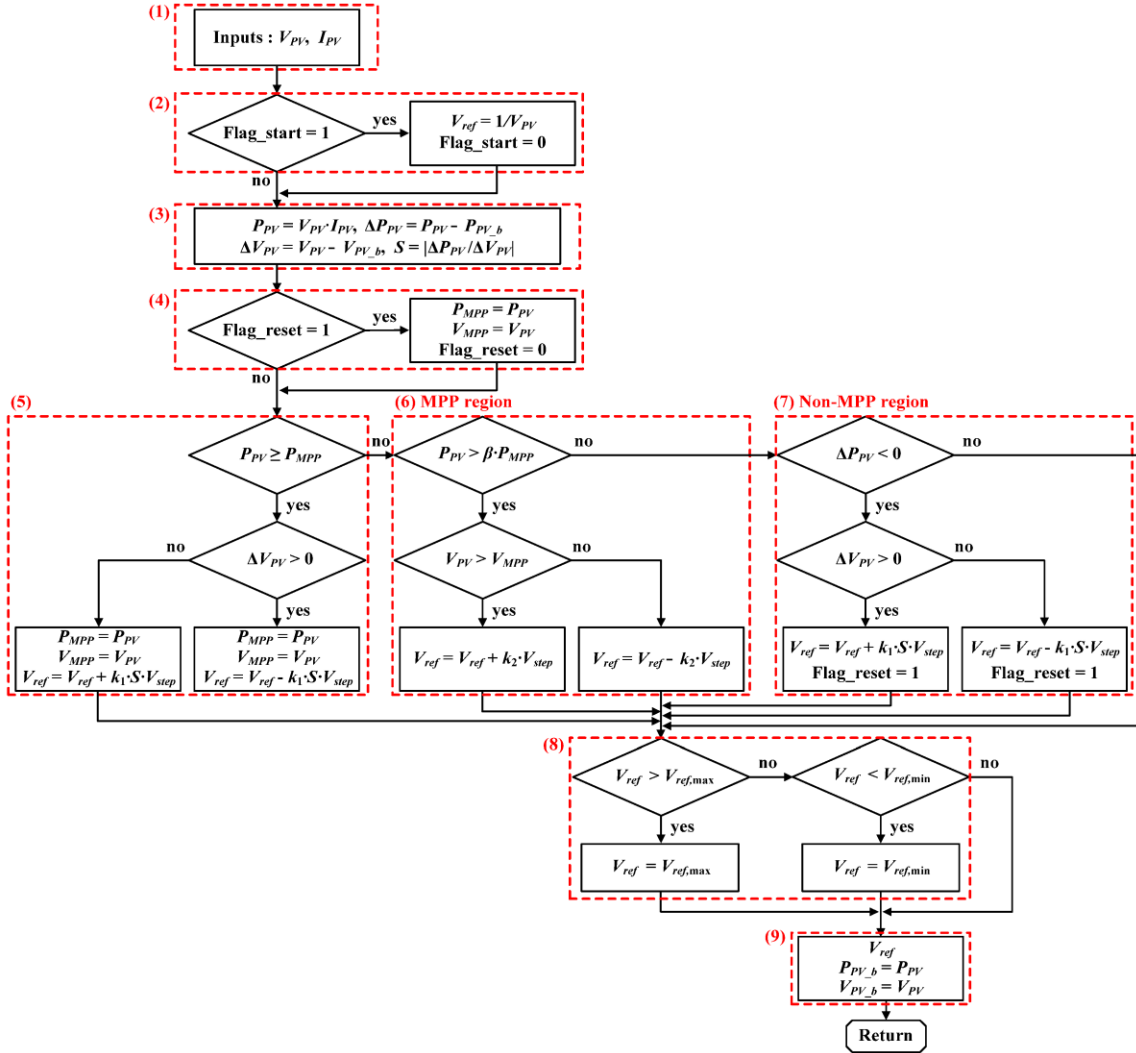 (1)
Inputs : V_PV, I_PV
(2)
Flag_start = 1
yes
V_ref = 1/V_PV
Flag_start = 0
no
(3)
P_PV = V_PV·I_PV, ΔP_PV = P_PV − P_PV_b
ΔV_PV = V_PV − V_PV_b, S = |ΔP_PV/ΔV_PV|
(4)
Flag_reset = 1
yes
P_MPP = P_PV
V_MPP = V_PV
Flag_reset = 0
no
(5)
P_PV ≥ P_MPP
no
yes
ΔV_PV > 0
no
yes
P_MPP = P_PV
V_MPP = V_PV
V_ref = V_ref + k_1·S·V_step
P_MPP = P_PV
V_MPP = V_PV
V_ref = V_ref - k_1·S·V_step
(6) MPP region
P_PV > β·P_MPP
no
yes
V_PV > V_MPP
no
yes
V_ref = V_ref + k_2·V_step
V_ref = V_ref - k_2·V_step
(7) Non-MPP region
ΔP_PV < 0
no
yes
ΔV_PV > 0
no
yes
V_ref = V_ref + k_1·S·V_step
Flag_reset = 1
V_ref = V_ref - k_1·S·V_step
Flag_reset = 1
(8)
V_ref > V_ref,max
no
V_ref < V_ref,min
no
yes
yes
V_ref = V_ref,max
V_ref = V_ref,min
(9)
V_ref
P_PV_b = P_PV
V_PV_b = V_PV
Return